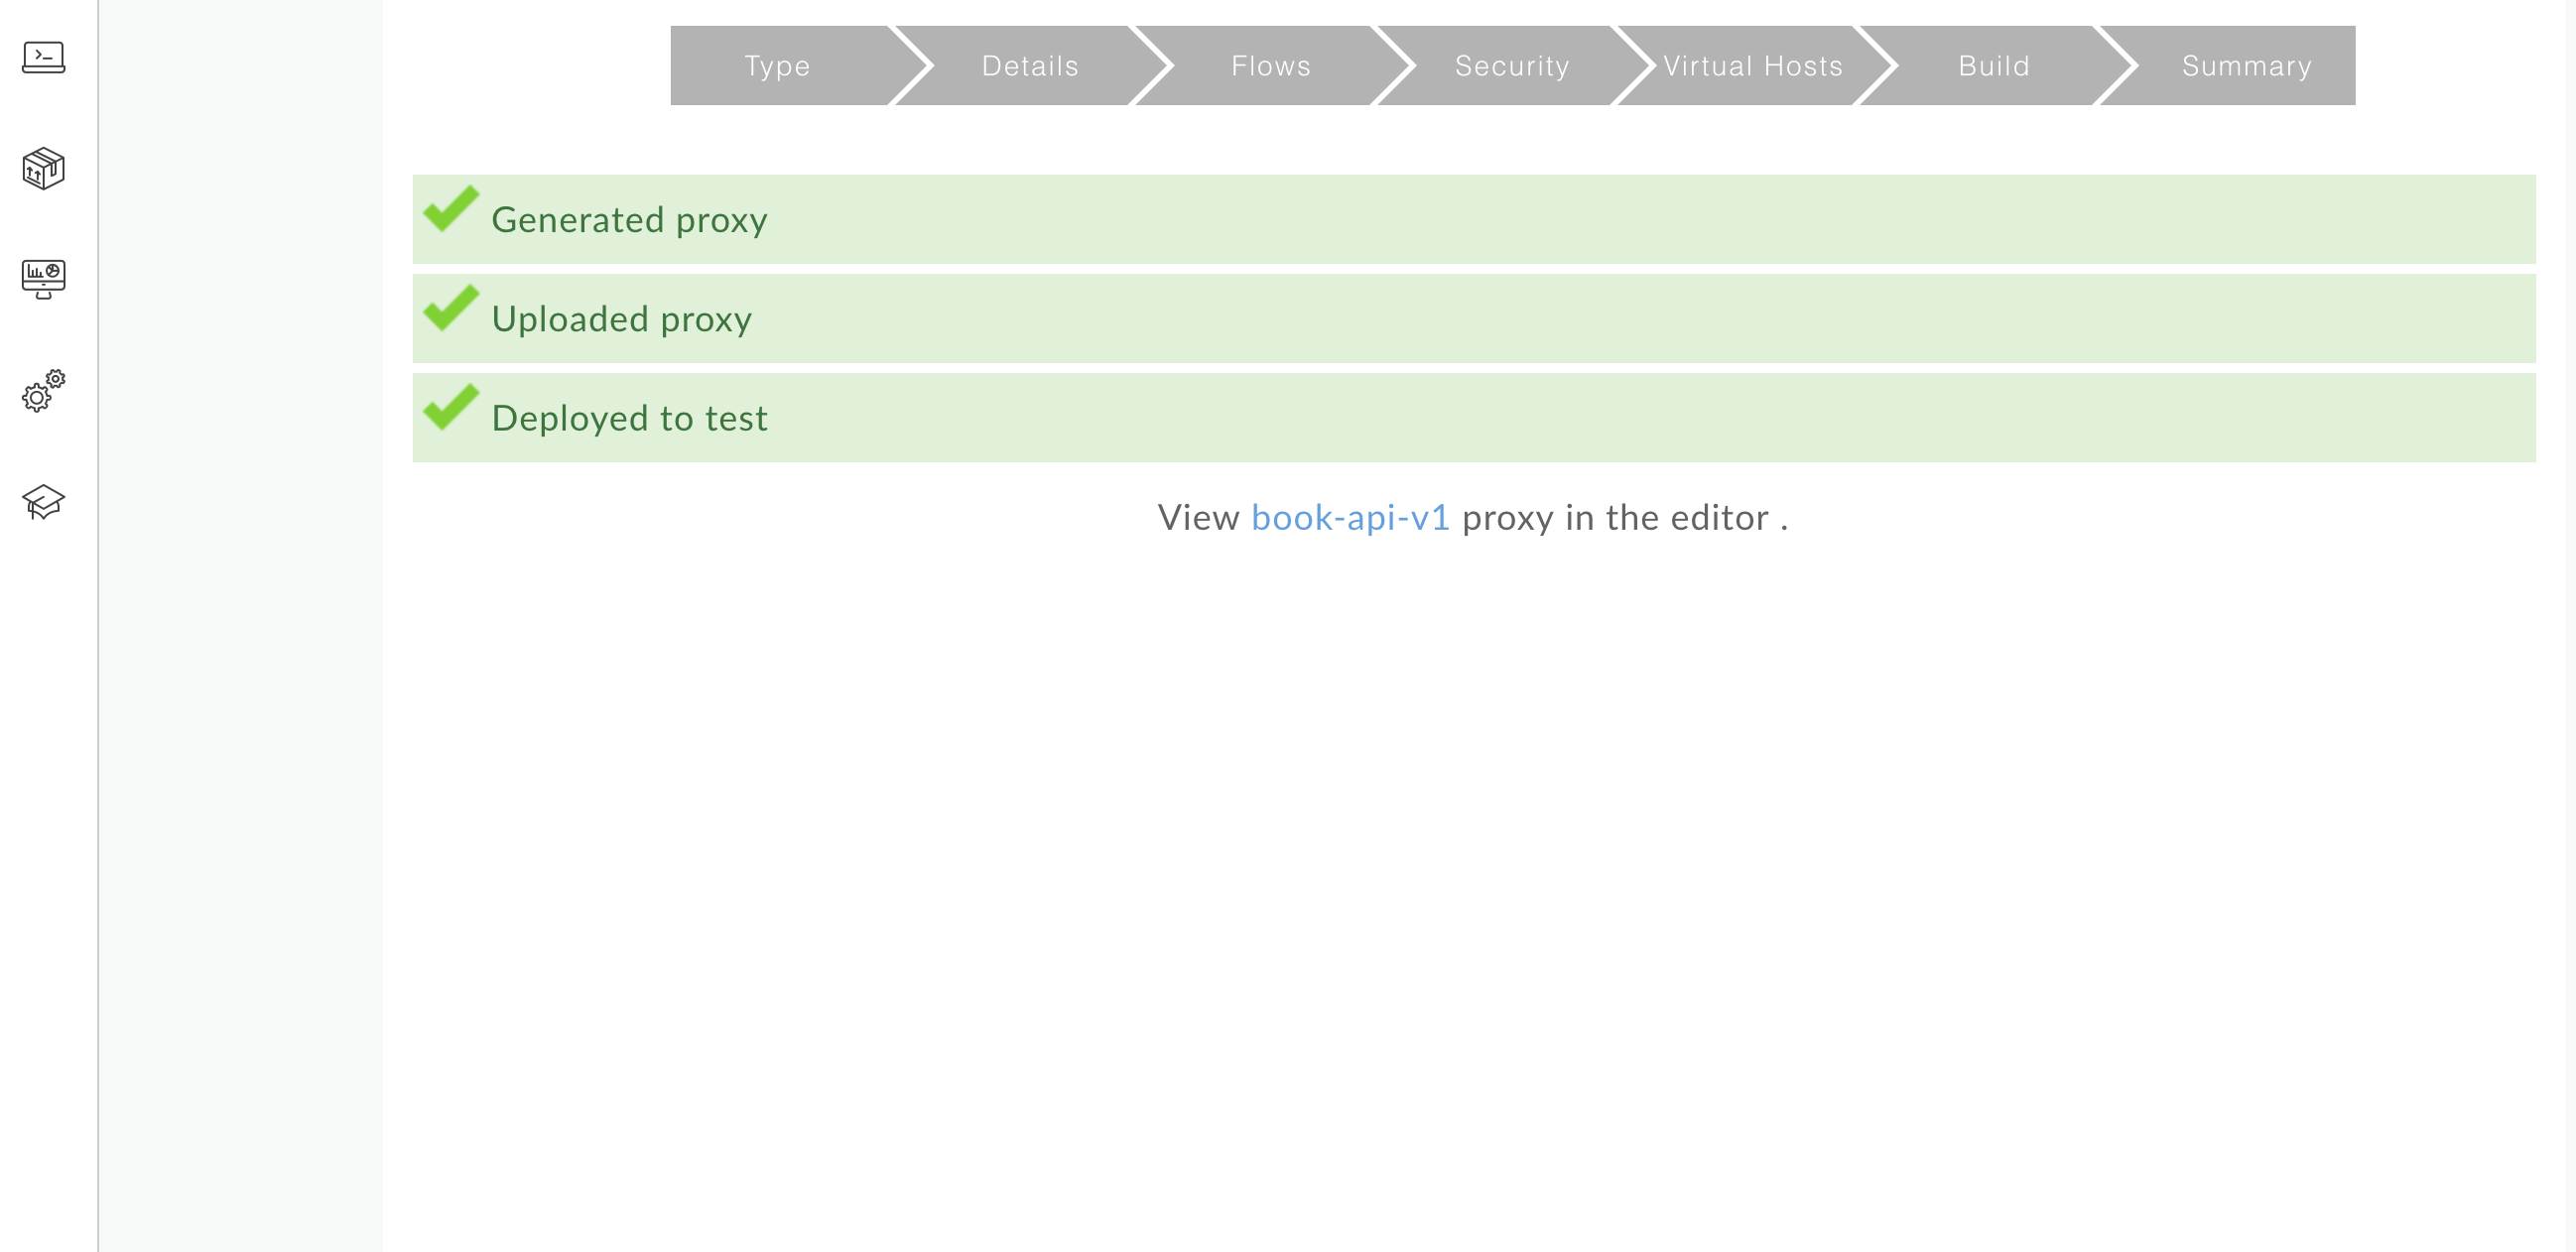 Type Details Flows Security Virtual Hosts Build Summary
Generated proxy
Uploaded proxy
Deployed to test
View book-api-v1 proxy in the editor .